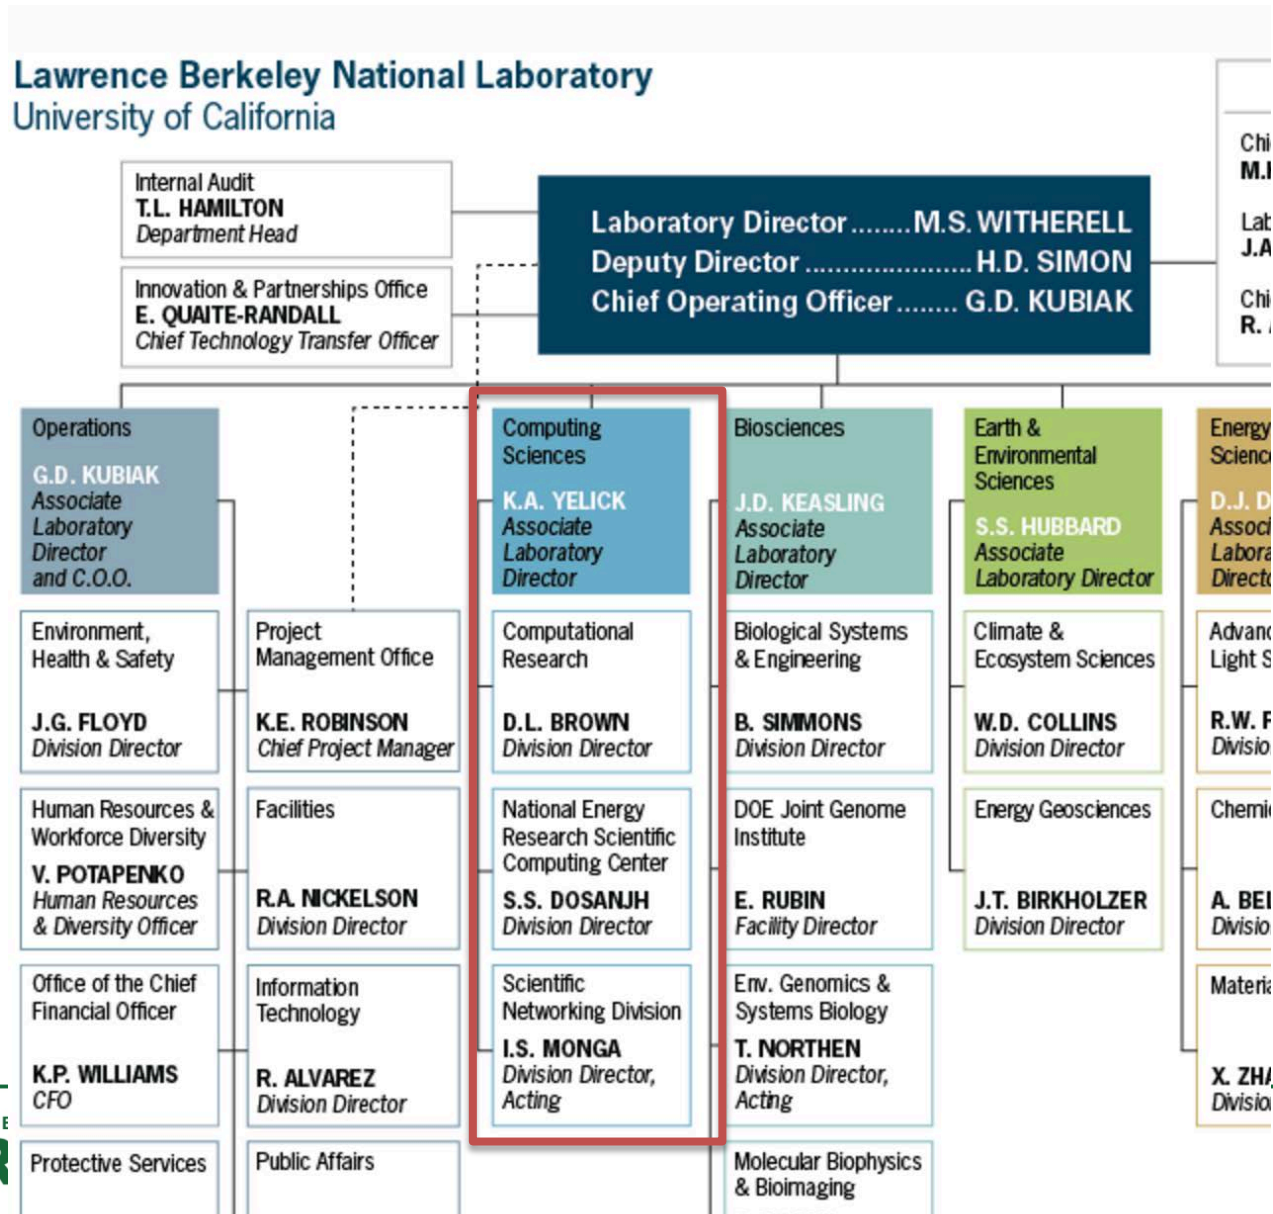 Lawrence Berkeley National Laboratory
University of California
Internal Audit
T.L. HAMILTON
Department Head
Innovation & Partnerships Office
E. QUAITE-RANDALL
Chief Technology Transfer Officer
Laboratory Director ........ M.S. WITHERELL
Deputy Director ...................... H.D. SIMON
Chief Operating Officer ........ G.D. KUBIAK
Operations
G.D. KUBIAK
Associate
Laboratory
Director
and C.O.O.
Environment,
Health & Safety
J.G. FLOYD
Division Director
Human Resources &
Workforce Diversity
V. POTAPENKO
Human Resources
& Diversity Officer
Office of the Chief
Financial Officer
K.P. WILLIAMS
CFO
Protective Services
Project
Management Office
K.E. ROBINSON
Chief Project Manager
Facilities
R.A. NICKELSON
Division Director
Information
Technology
R. ALVAREZ
Division Director
Public Affairs
Computing
Sciences
K.A. YELICK
Associate
Laboratory
Director
Computational
Research
D.L. BROWN
Division Director
National Energy
Research Scientific
Computing Center
S.S. DOSANJH
Division Director
Scientific
Networking Division
I.S. MONGA
Division Director,
Acting
Biosciences
J.D. KEASLING
Associate
Laboratory
Director
Biological Systems
& Engineering
B. SIMMONS
Division Director
DOE Joint Genome
Institute
E. RUBIN
Facility Director
Env. Genomics &
Systems Biology
T. NORTHEN
Division Director,
Acting
Molecular Biophysics
& Bioimaging
Earth &
Environmental
Sciences
S.S. HUBBARD
Associate
Laboratory Director
Climate &
Ecosystem Sciences
W.D. COLLINS
Division Director
Energy Geosciences
J.T. BIRKHOLZER
Division Director
Energy
D.J.
R.W.
A.
X.